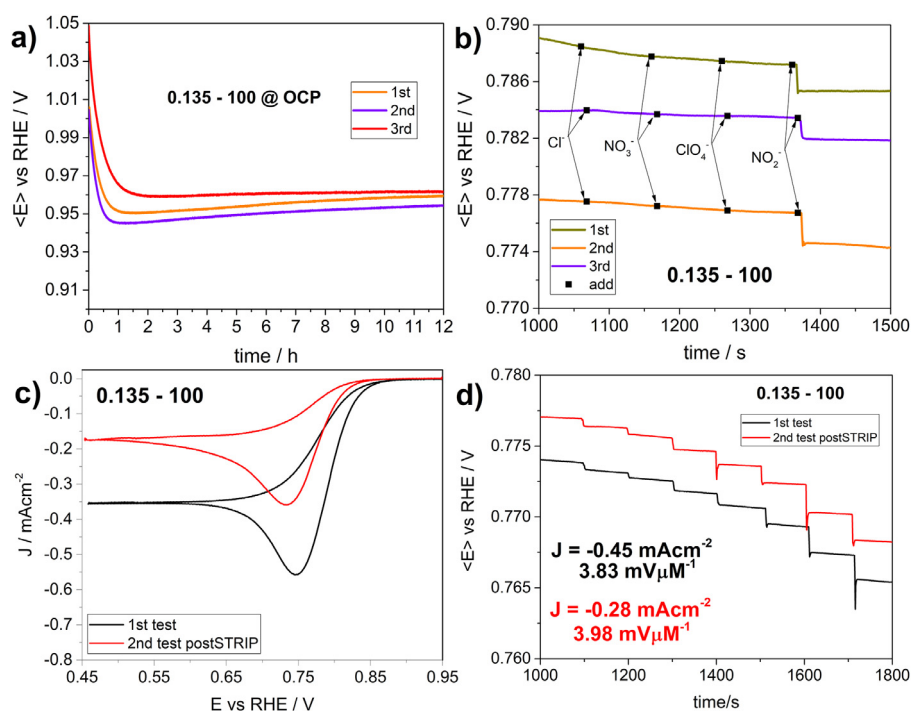 a)
0.135 - 100 @ OCP
1st
2nd
3rd
<E> vs RHE / V
1.05
1.03
1.01
0.99
0.97
0.95
0.93
0.91
0 1 2 3 4 5 6 7 8 9 10 11 12
time / h
b)
<E> vs RHE / V
0.790
0.786
0.782
0.778
0.774
0.770
Cl⁻
NO₃⁻
ClO₄⁻
NO₂⁻
1st
2nd
3rd
add
0.135 - 100
1000 1100 1200 1300 1400 1500
time / s
c)
0.135 - 100
J / mAcm⁻²
0.0
-0.1
-0.2
-0.3
-0.4
-0.5
-0.6
-0.7
-0.8
1st test
2nd test postSTRIP
0.45 0.55 0.65 0.75 0.85 0.95
E vs RHE / V
d)
0.135 - 100
1st test
2nd test postSTRIP
<E> vs RHE / V
0.780
0.775
0.770
0.765
0.760
J = -0.45 mAcm⁻²
3.83 mVμM⁻¹
J = -0.28 mAcm⁻²
3.98 mVμM⁻¹
1000 1200 1400 1600 1800
time/s